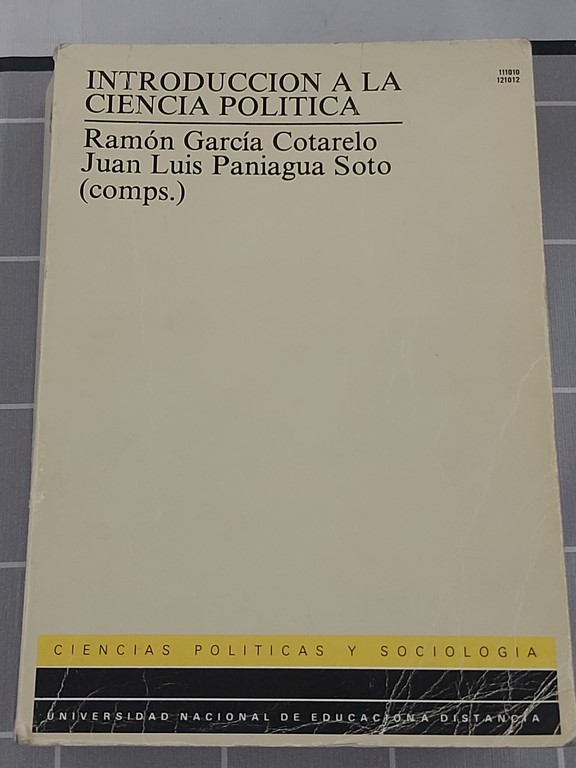 INTRODUCCION A LA
CIENCIA POLITICA
Ramón García Cotarelo
Juan Luis Paniagua Soto
(comps.)
111010
121012
CIENCIAS POLITICAS Y SOCIOLOGIA
UNIVERSIDAD NACIONAL DE EDUCACION A DISTANCIA